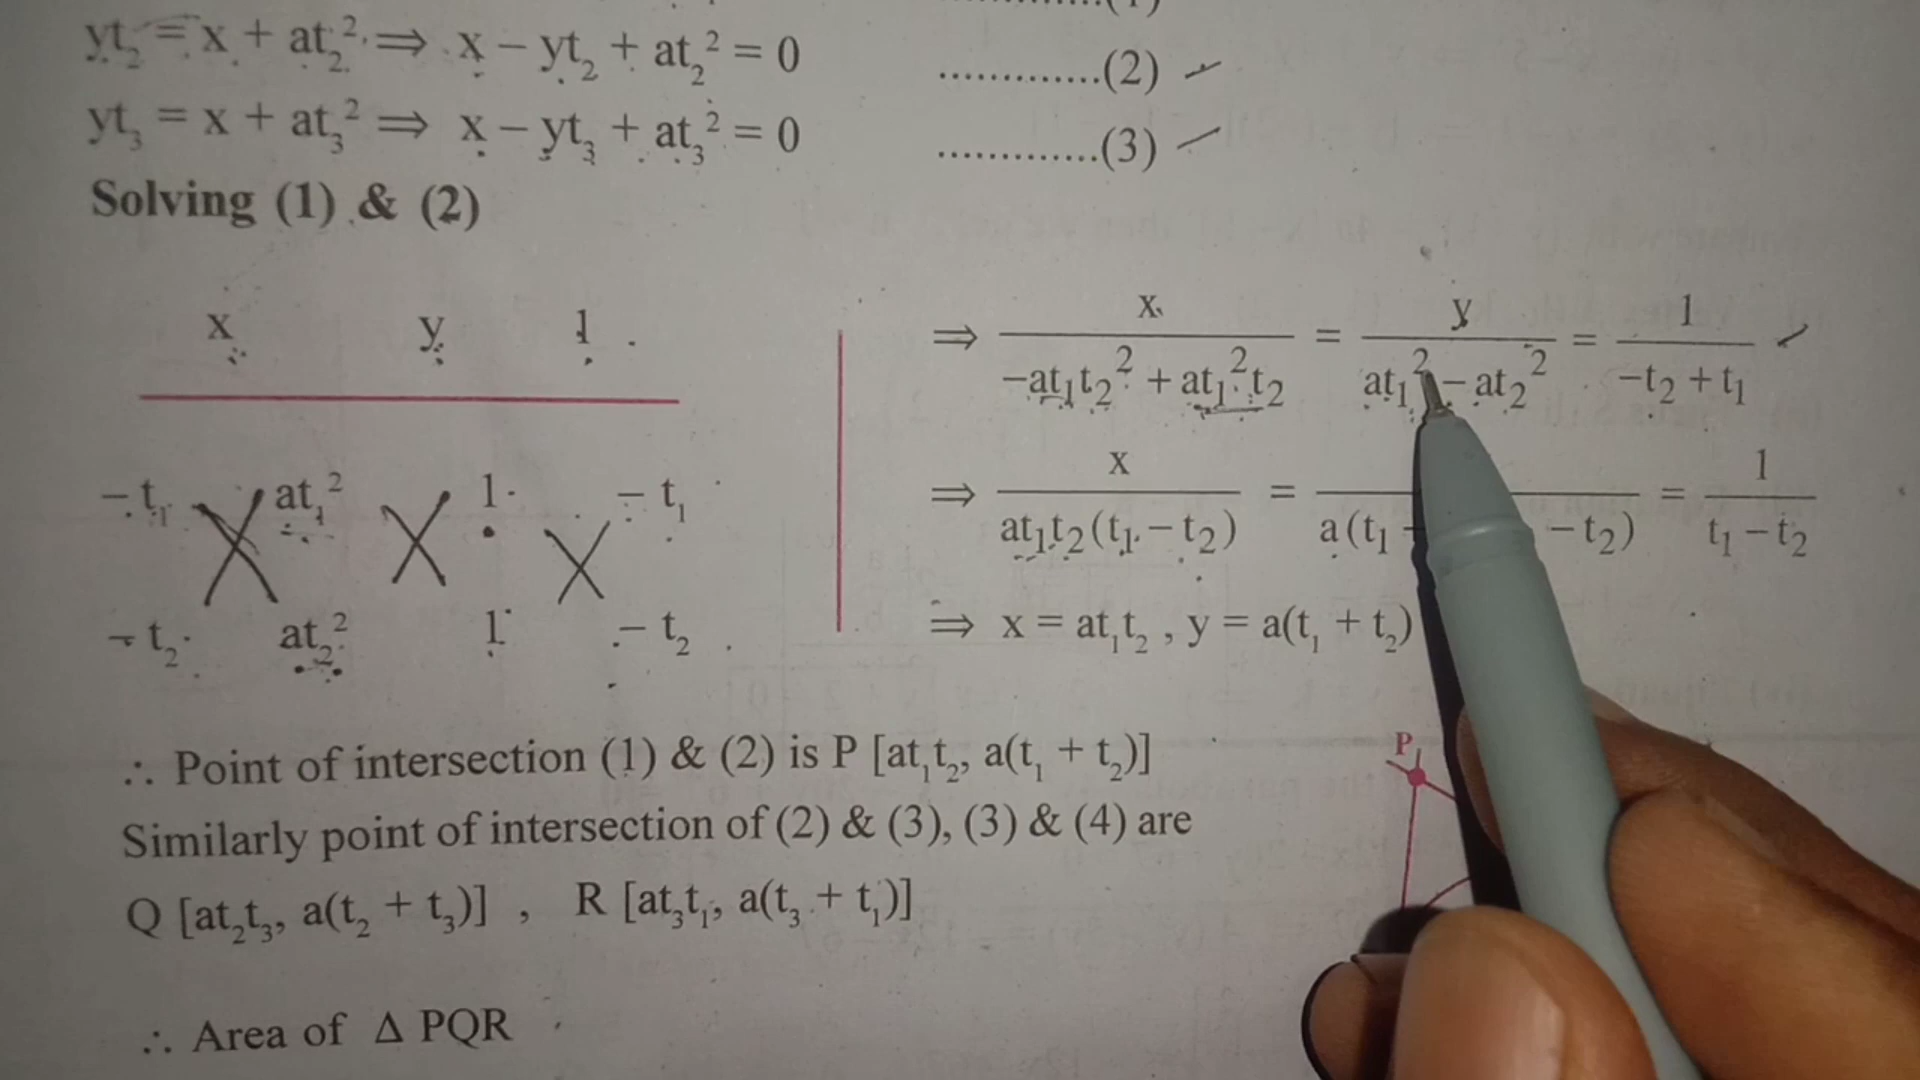 .............(1)
yt₂ = x + at₂² ⇒ x − yt₂ + at₂² = 0 .............(2)
yt₃ = x + at₃² ⇒ x − yt₃ + at₃² = 0 .............(3)
Solving (1) & (2)
x y 1
−t₁ at₁² 1 −t₁
−t₂ at₂² 1 −t₂
⇒ x / (−at₁t₂² + at₁²t₂) = y / (at₁² − at₂²) = 1 / (−t₂ + t₁)
⇒ x / (at₁t₂(t₁ − t₂)) = a(t₁ − t₂) = 1 / (t₁ − t₂)
⇒ x = at₁t₂ , y = a(t₁ + t₂)
∴ Point of intersection (1) & (2) is P [at₁t₂, a(t₁ + t₂)]
Similarly point of intersection of (2) & (3), (3) & (4) are
Q [at₂t₃, a(t₂ + t₃)] , R [at₃t₁, a(t₃ + t₁)]
P
∴ Area of Δ PQR